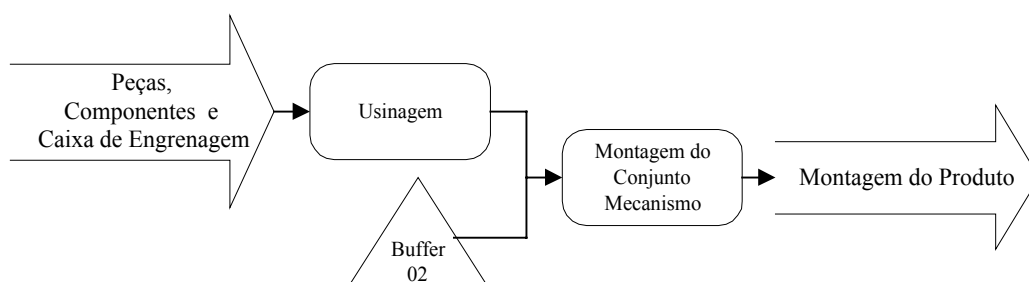 Peças,
Componentes e
Caixa de Engrenagem
Usinagem
Buffer
02
Montagem do
Conjunto
Mecanismo
Montagem do Produto